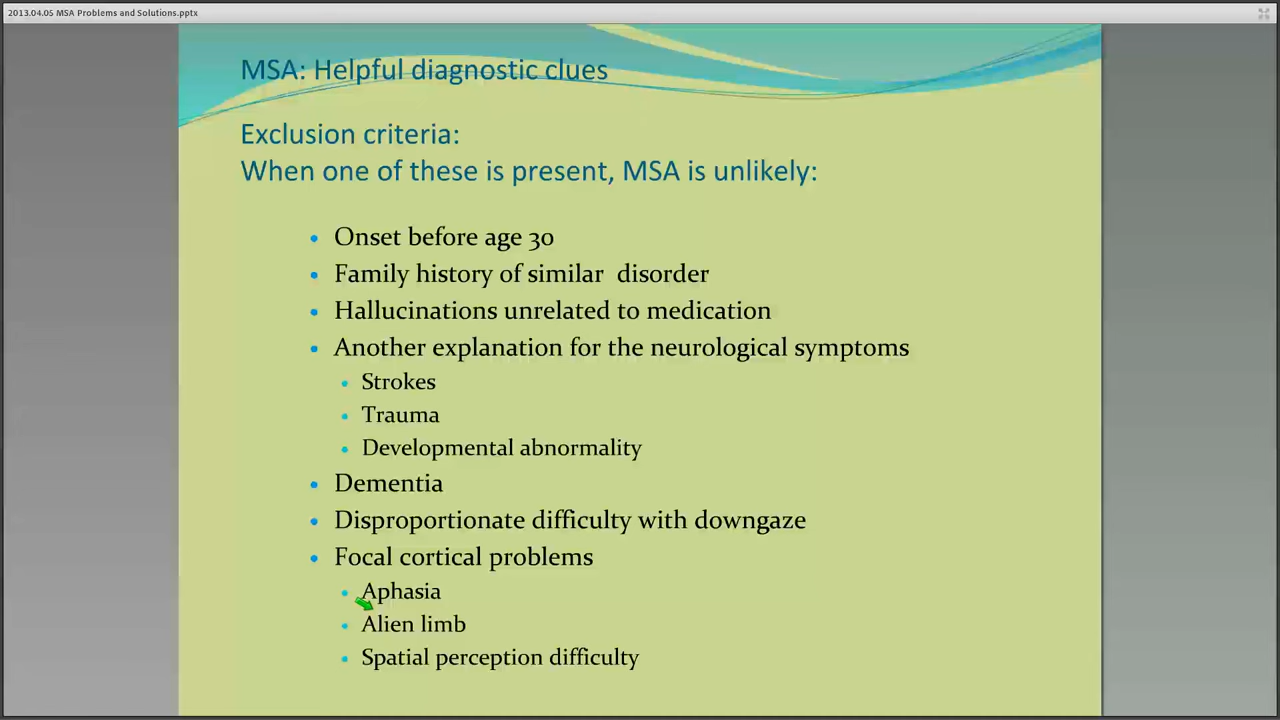 2013.04.05 MSA Problems and Solutions.pptx
MSA: Helpful diagnostic clues
Exclusion criteria:
When one of these is present, MSA is unlikely:
• Onset before age 30
• Family history of similar disorder
• Hallucinations unrelated to medication
• Another explanation for the neurological symptoms
• Strokes
• Trauma
• Developmental abnormality
• Dementia
• Disproportionate difficulty with downgaze
• Focal cortical problems
• Aphasia
• Alien limb
• Spatial perception difficulty